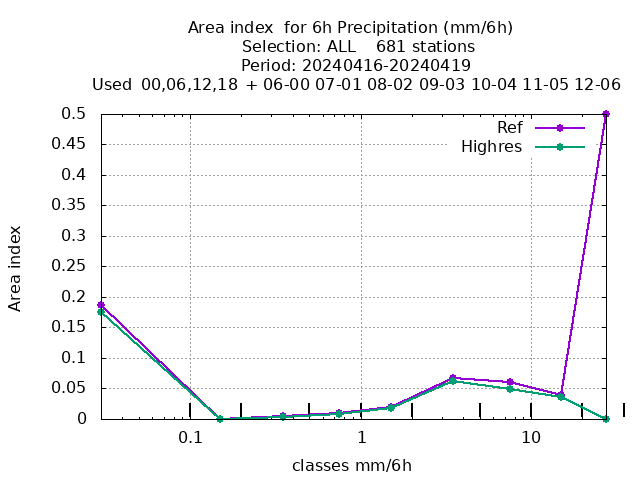 Area index  for 6h Precipitation (mm/6h)
Selection: ALL    681 stations
Period: 20240416-20240419
Used  00,06,12,18  + 06-00 07-01 08-02 09-03 10-04 11-05 12-06
Ref
Highres
0.5
0.45
0.4
0.35
0.3
0.25
0.2
0.15
0.1
0.05
0
Area index
0.1
1
10
classes mm/6h